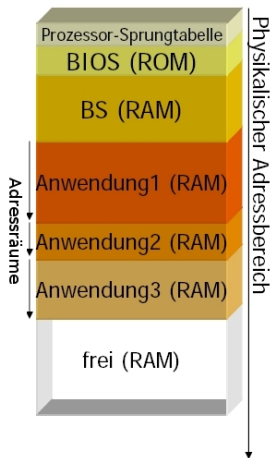 Prozessor-Sprungtabelle
BIOS (ROM)
BS (RAM)
Anwendung1 (RAM)
Anwendung2 (RAM)
Anwendung3 (RAM)
frei (RAM)
Adressräume
Physikalischer Adressbereich